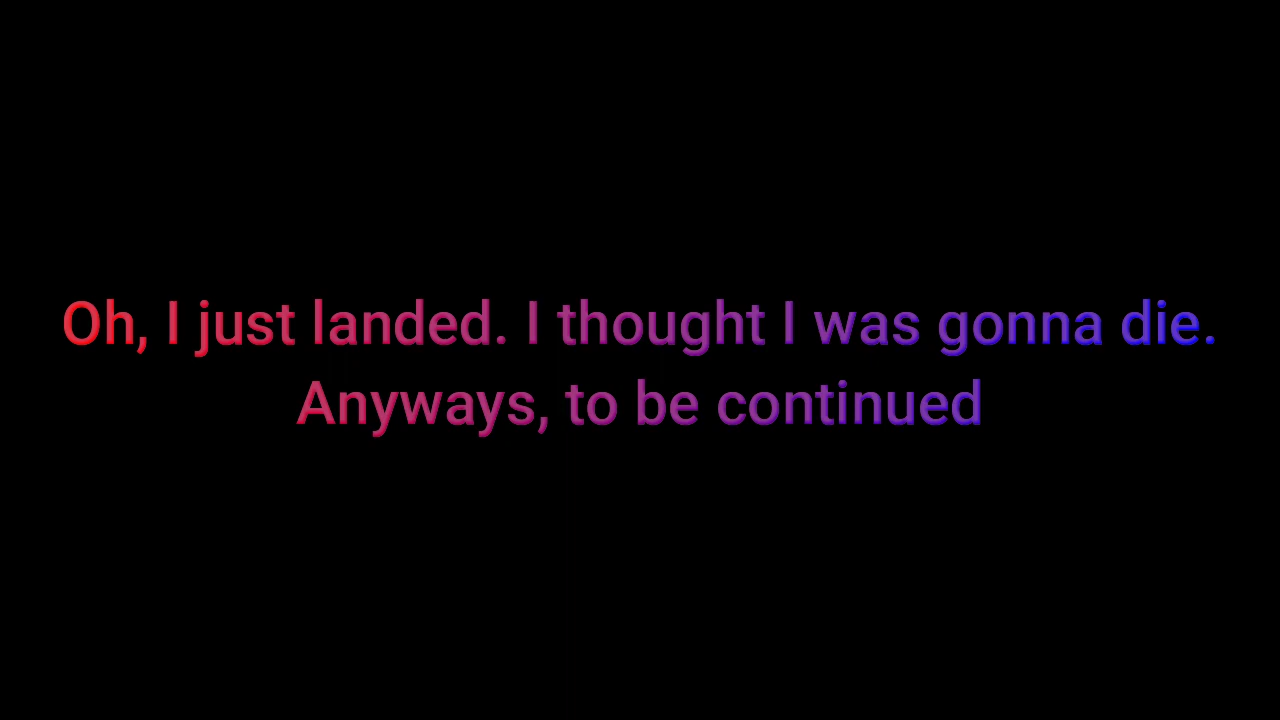 Oh, I just landed. I thought I was gonna die.
Anyways, to be continued